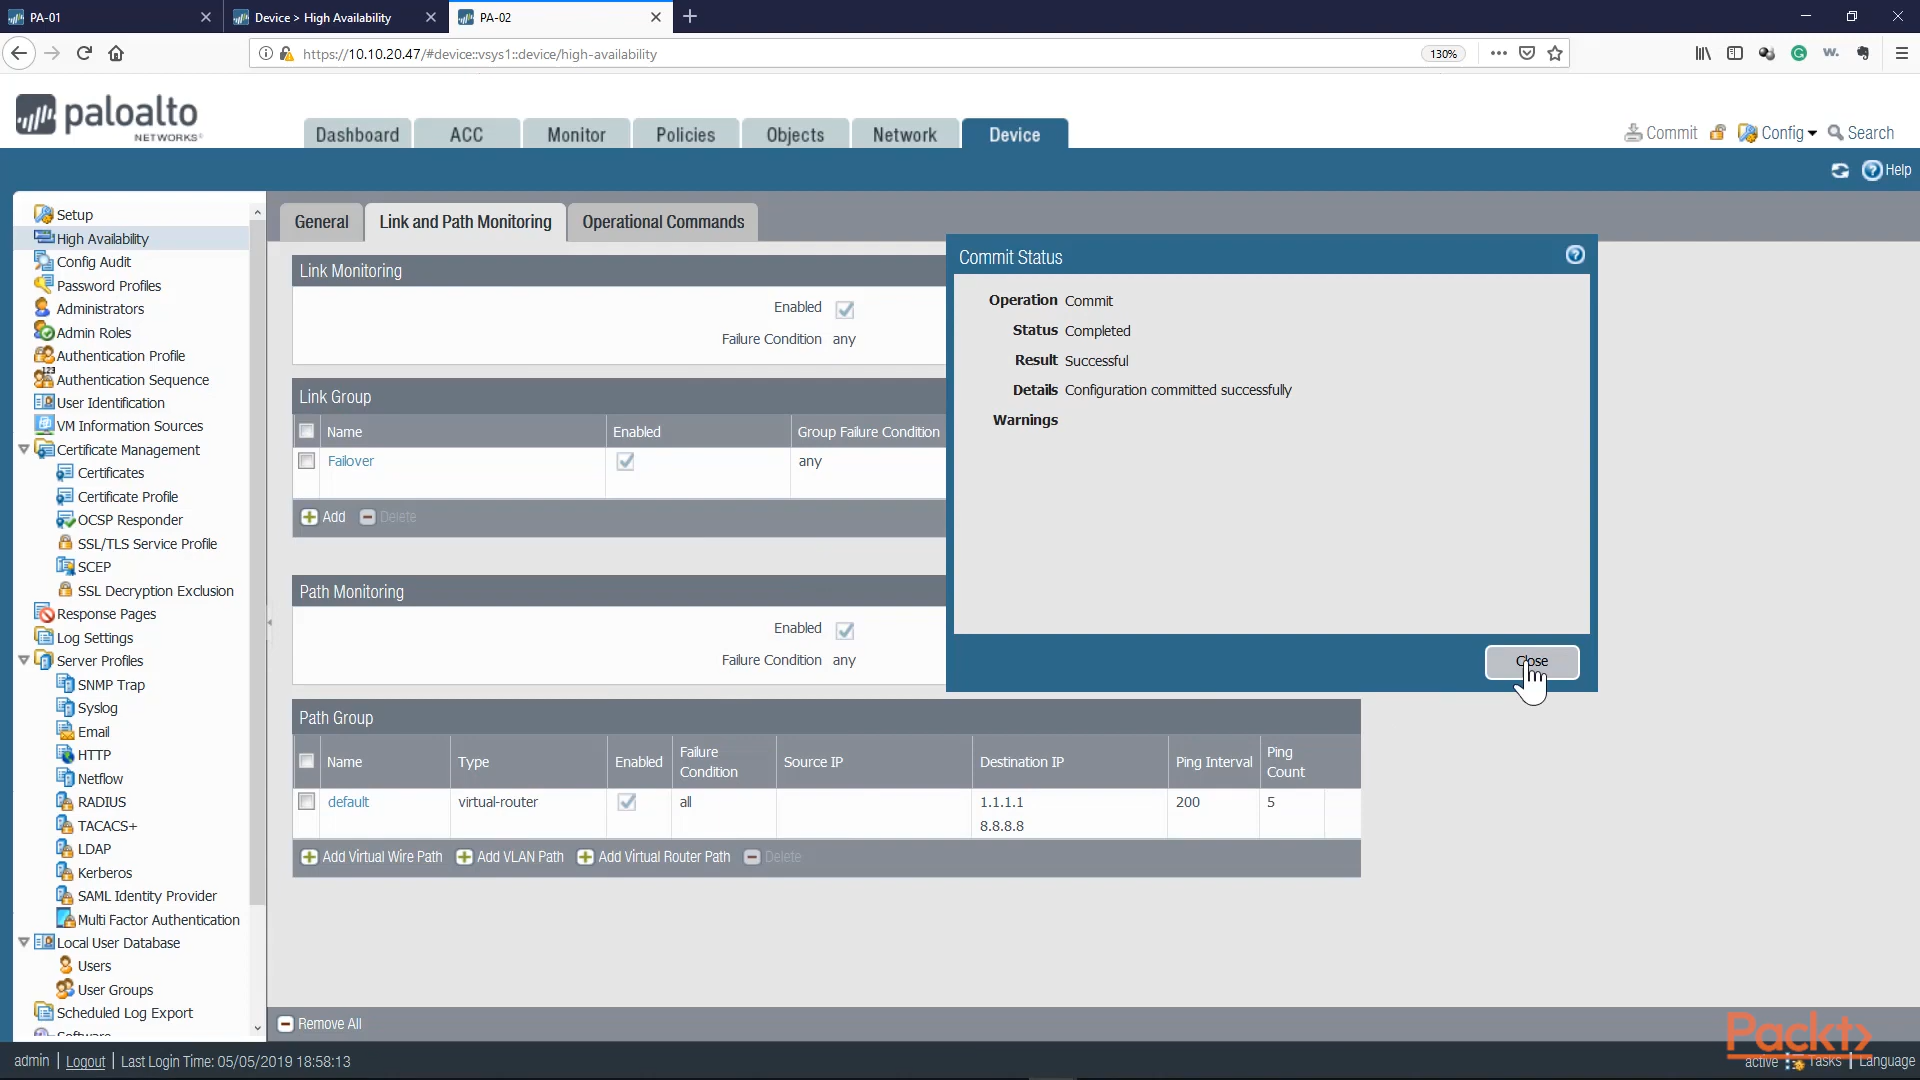 PA-01
Device > High Availability
PA-02
https://10.10.20.47/#device::vsys1::device/high-availability
130%
paloalto
NETWORKS
Dashboard
ACC
Monitor
Policies
Objects
Network
Device
Commit
Config
Search
Help
Setup
High Availability
Config Audit
Password Profiles
Administrators
Admin Roles
Authentication Profile
Authentication Sequence
User Identification
VM Information Sources
Certificate Management
Certificates
Certificate Profile
OCSP Responder
SSL/TLS Service Profile
SCEP
SSL Decryption Exclusion
Response Pages
Log Settings
Server Profiles
SNMP Trap
Syslog
Email
HTTP
Netflow
RADIUS
TACACS+
LDAP
Kerberos
SAML Identity Provider
Multi Factor Authentication
Local User Database
Users
User Groups
Scheduled Log Export
Software
General
Link and Path Monitoring
Operational Commands
Link Monitoring
Enabled
Failure Condition any
Link Group
Name Enabled Group Failure Condition
Failover any
Add Delete
Path Monitoring
Enabled
Failure Condition any
Path Group
Name Type Enabled Failure Condition Source IP Destination IP Ping Interval Ping Count
default virtual-router all 1.1.1.1 200 5
8.8.8.8
Add Virtual Wire Path Add VLAN Path Add Virtual Router Path Delete
Remove All
Commit Status
Operation Commit
Status Completed
Result Successful
Details Configuration committed successfully
Warnings
Close
admin | Logout | Last Login Time: 05/05/2019 18:58:13
Packt>
active Tasks | Language